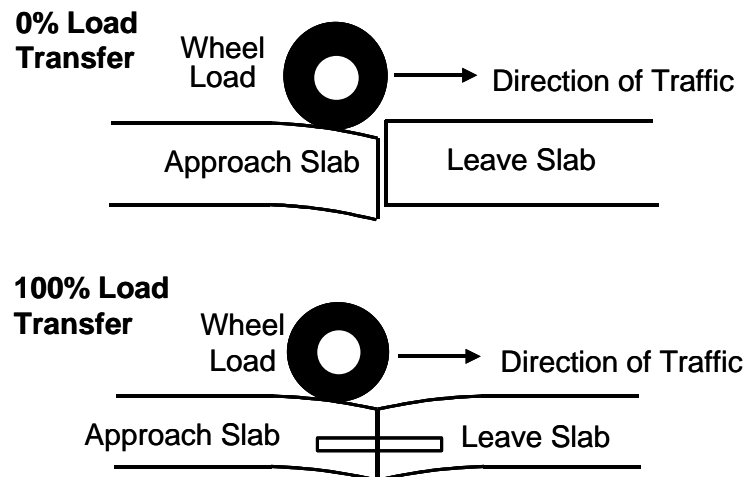 0% Load
Transfer
Wheel
Load
Direction of Traffic
Approach Slab
Leave Slab
100% Load
Transfer
Wheel
Load
Direction of Traffic
Approach Slab
Leave Slab